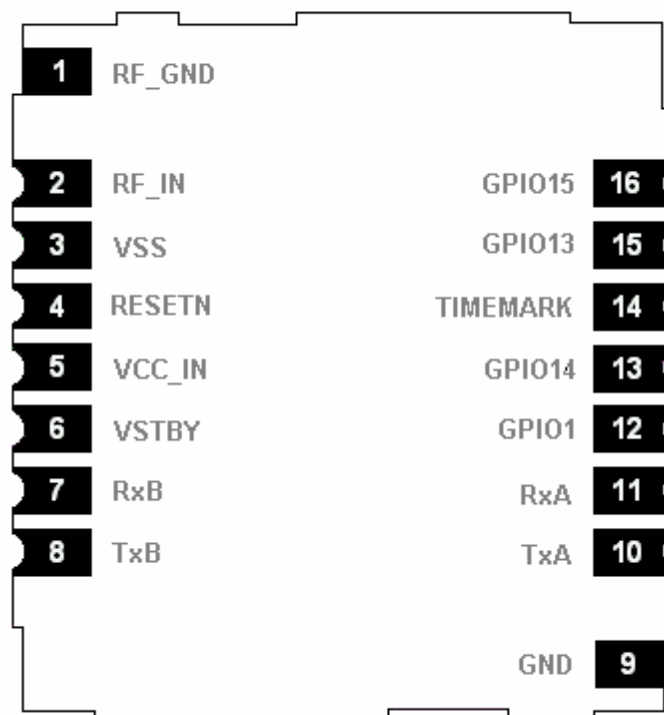 1 RF_GND
2 RF_IN GPIO15 16
3 VSS GPIO13 15
4 RESETN TIMEMARK 14
5 VCC_IN GPIO14 13
6 VSTBY GPIO1 12
7 RxB RxA 11
8 TxB TxA 10
GND 9